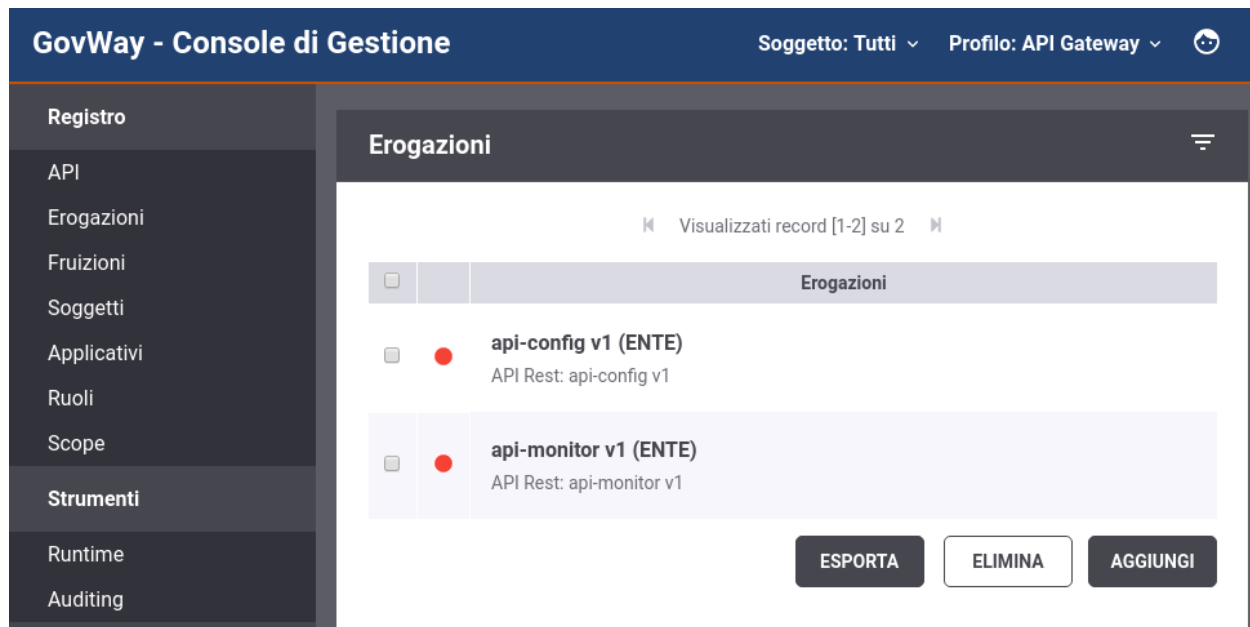 GovWay - Console di Gestione
Soggetto: Tutti
Profilo: API Gateway
Registro
API
Erogazioni
Fruizioni
Soggetti
Applicativi
Ruoli
Scope
Strumenti
Runtime
Auditing
Erogazioni
Visualizzati record [1-2] su 2
Erogazioni
api-config v1 (ENTE)
API Rest: api-config v1
api-monitor v1 (ENTE)
API Rest: api-monitor v1
ESPORTA
ELIMINA
AGGIUNGI